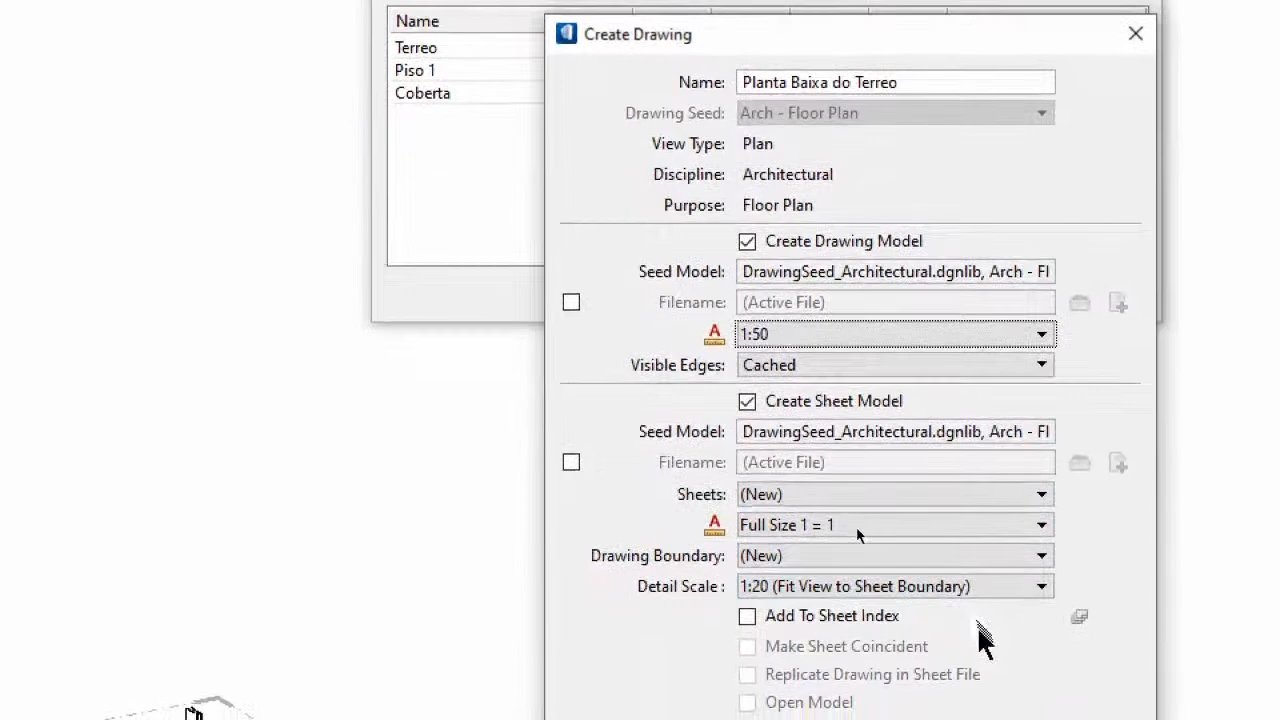 Name
Terreo
Piso 1
Coberta
Create Drawing
Name: Planta Baixa do Terreo
Drawing Seed: Arch - Floor Plan
View Type: Plan
Discipline: Architectural
Purpose: Floor Plan
Create Drawing Model
Seed Model: DrawingSeed_Architectural.dgnlib, Arch - Fl
Filename: (Active File)
A 1:50
Visible Edges: Cached
Create Sheet Model
Seed Model: DrawingSeed_Architectural.dgnlib, Arch - Fl
Filename: (Active File)
Sheets: (New)
A Full Size 1 = 1
Drawing Boundary: (New)
Detail Scale : 1:20 (Fit View to Sheet Boundary)
Add To Sheet Index
Make Sheet Coincident
Replicate Drawing in Sheet File
Open Model